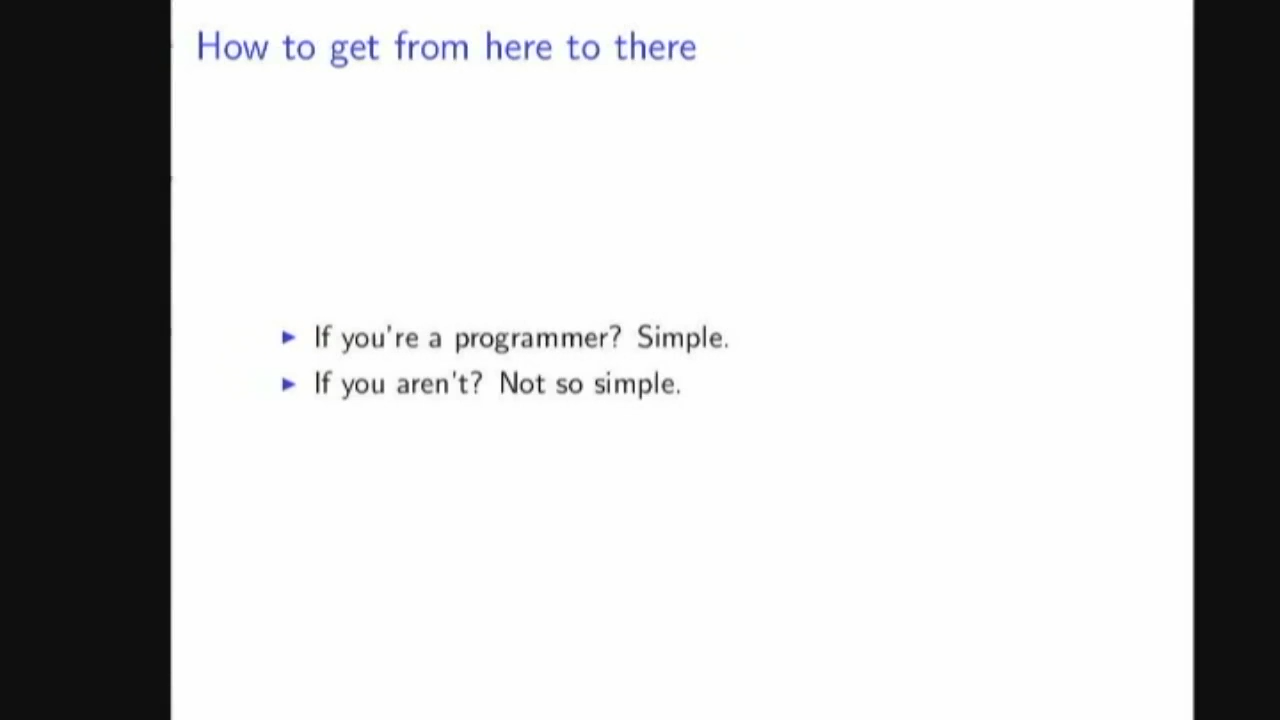 How to get from here to there
If you're a programmer? Simple.
If you aren't? Not so simple.